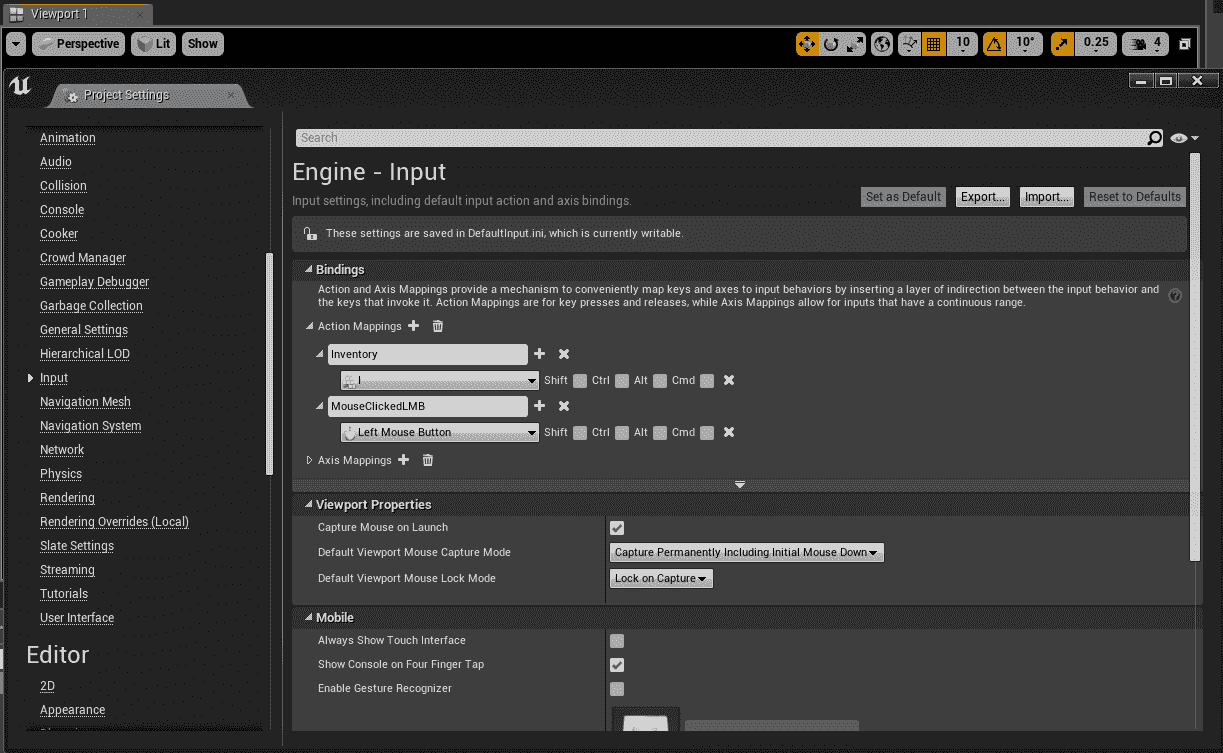 Viewport 1
Perspective Lit Show 10 10° 0.25 4
Project Settings
Animation
Audio
Collision
Console
Cooker
Crowd Manager
Gameplay Debugger
Garbage Collection
General Settings
Hierarchical LOD
Input
Navigation Mesh
Navigation System
Network
Physics
Rendering
Rendering Overrides (Local)
Slate Settings
Streaming
Tutorials
User Interface
Editor
2D
Appearance
Search
Engine - Input
Input settings, including default input action and axis bindings.
Set as Default Export... Import... Reset to Defaults
These settings are saved in DefaultInput.ini, which is currently writable.
Bindings
Action and Axis Mappings provide a mechanism to conveniently map keys and axes to input behaviors by inserting a layer of indirection between the input behavior and
the keys that invoke it. Action Mappings are for key presses and releases, while Axis Mappings allow for inputs that have a continuous range.
Action Mappings
Inventory
I Shift Ctrl Alt Cmd
MouseClickedLMB
Left Mouse Button Shift Ctrl Alt Cmd
Axis Mappings
Viewport Properties
Capture Mouse on Launch
Default Viewport Mouse Capture Mode Capture Permanently Including Initial Mouse Down
Default Viewport Mouse Lock Mode Lock on Capture
Mobile
Always Show Touch Interface
Show Console on Four Finger Tap
Enable Gesture Recognizer